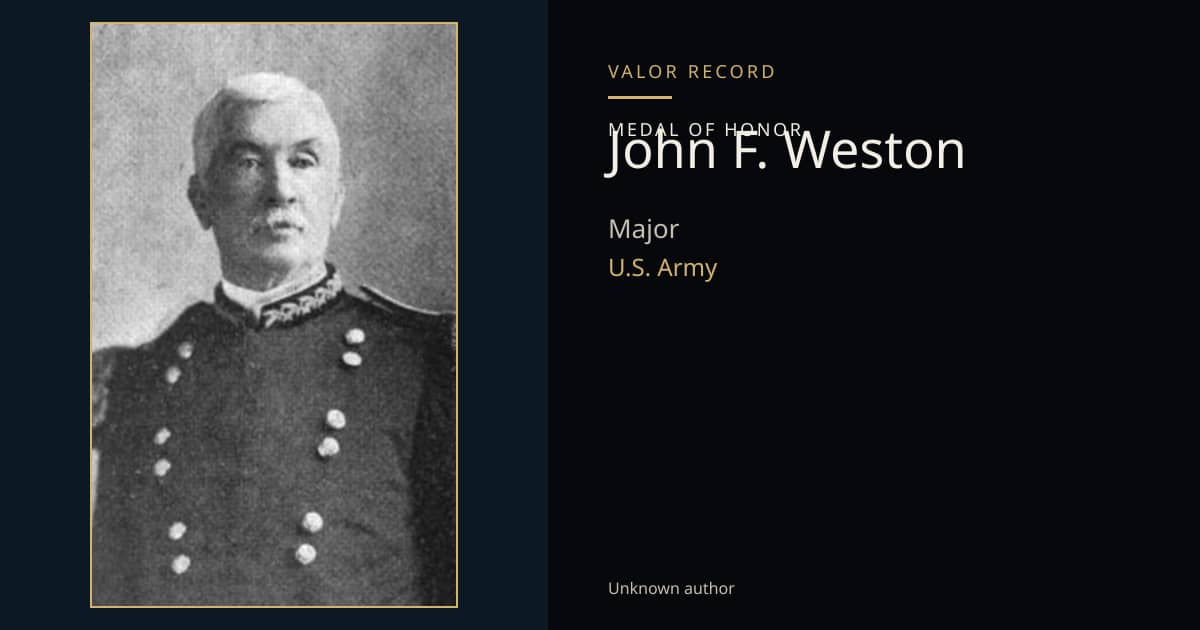 VALOR RECORD
MEDAL OF HONOR
John F. Weston
Major
U.S. Army
Unknown author